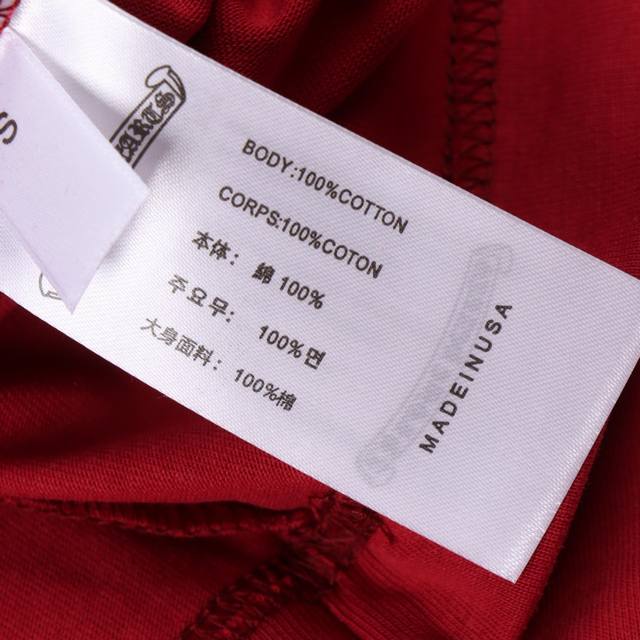 S
BODY:100%COTTON
CORPS:100%COTON
本体: 綿 100%
주요무: 100%면
大身面料: 100%棉
MADEINUSA